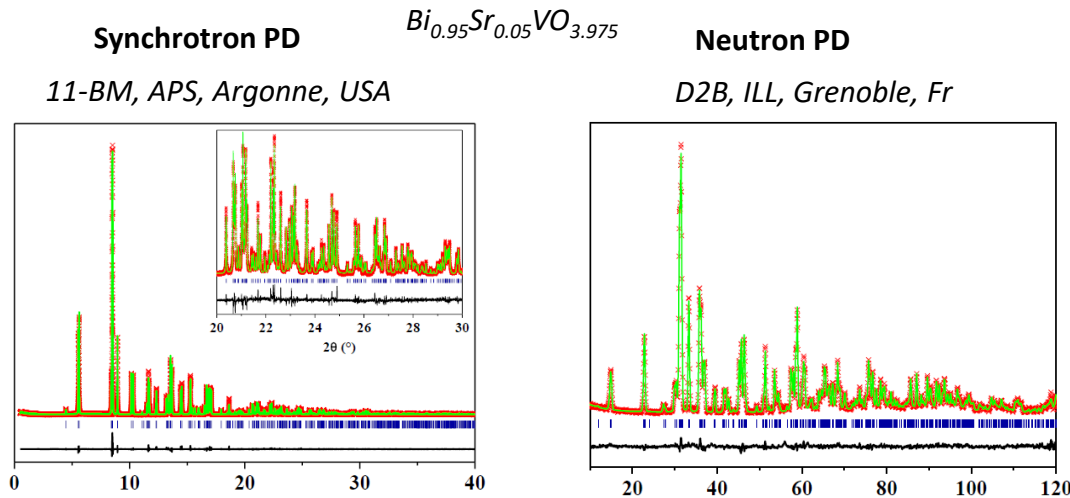 Bi0.95Sr0.05VO3.975
Synchrotron PD
Neutron PD
11-BM, APS, Argonne, USA
D2B, ILL, Grenoble, Fr
20 22 24 26 28 30
2θ (°)
0 10 20 30 40
20 40 60 80 100 120